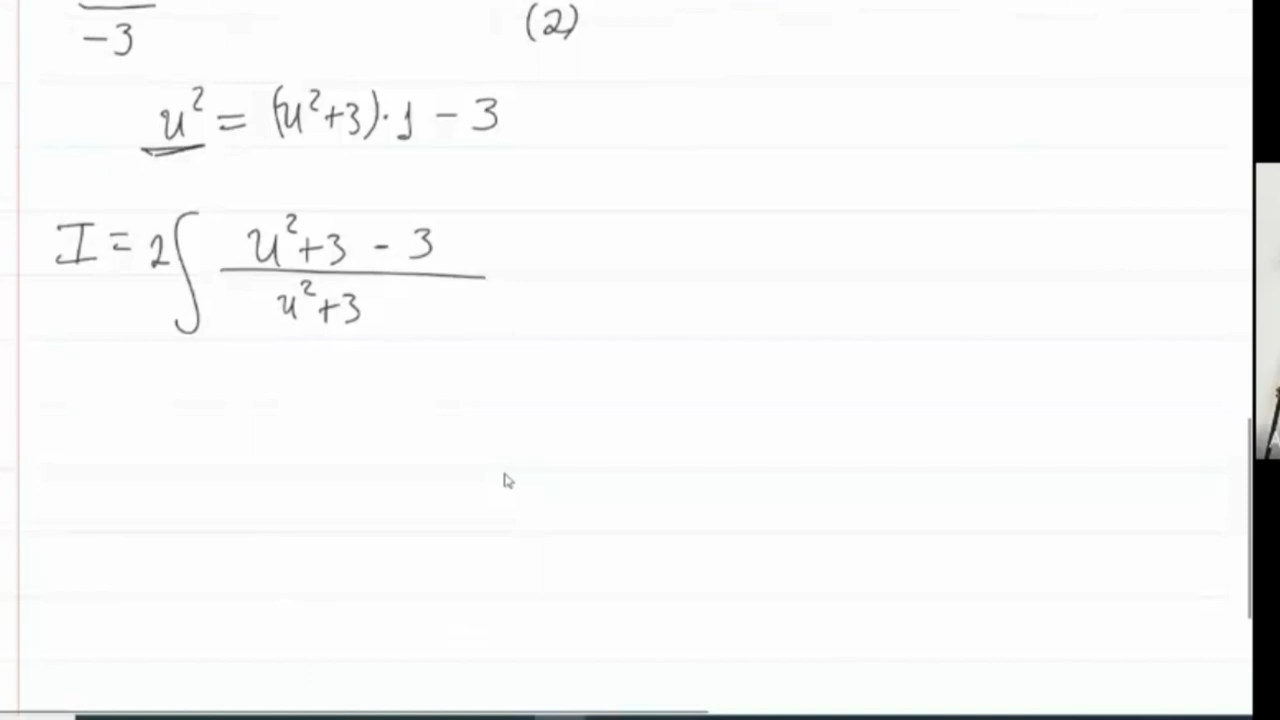 -3
(2)
u² = (u²+3)·1 - 3
I = 2∫ (u²+3 - 3)/(u²+3)